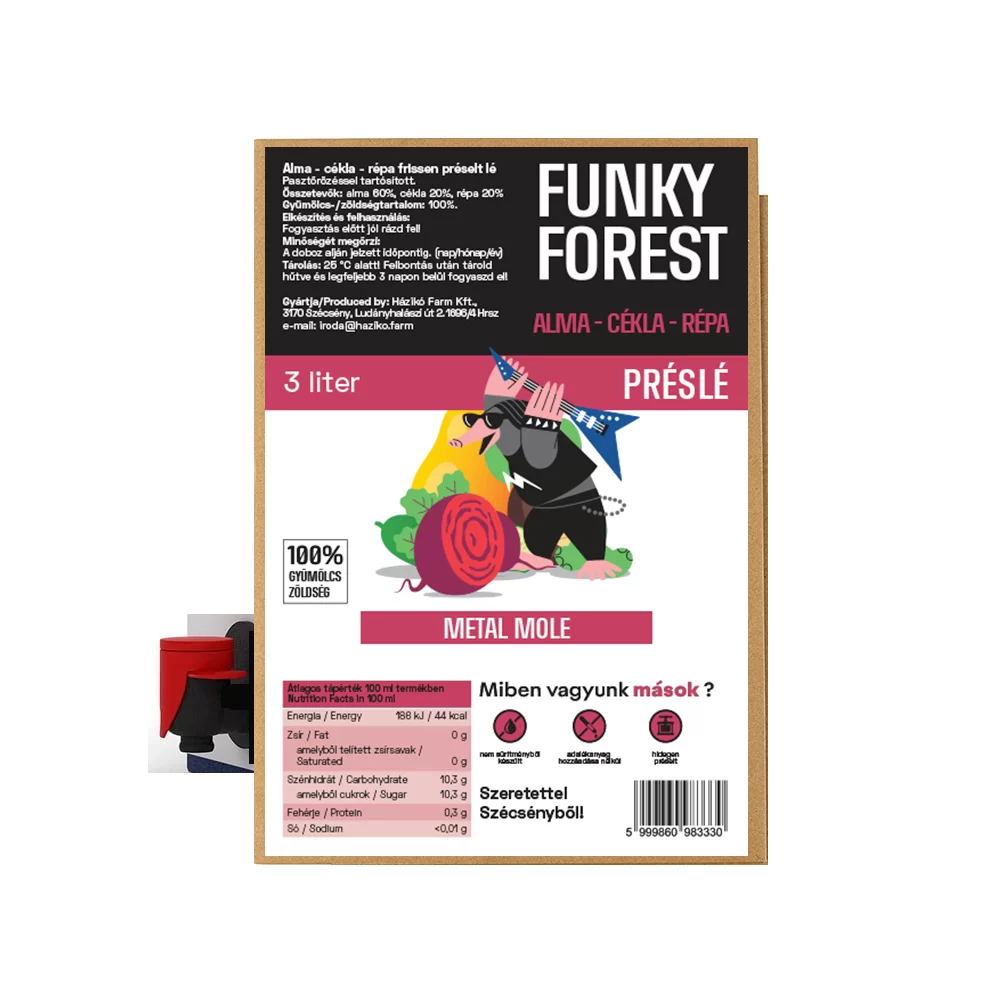 Alma - cékla - répa frissen préselt lé
Pasztőrözéssel tartósított.
Összetevők: alma 60%, cékla 20%, répa 20%
Gyümölcs-/zöldségtartalom: 100%.
Elkészítés és felhasználás:
Fogyasztás előtt jól rázd fel!
Minőségét megőrzi:
A doboz alján jelzett időpontig. (nap/hónap/év)
Tárolás: 25 °C alatt! Felbontás után tárold
hűtve és legfeljebb 3 napon belül fogyaszd el!
Gyártja/Produced by: Házikó Farm Kft.,
3170 Szécsény, Ludányhalászi út 2. 1696/4 Hrsz
e-mail: iroda@haziko.farm
FUNKY
FOREST
ALMA - CÉKLA - RÉPA
3 liter
PRÉSLÉ
100%
GYÜMÖLCS
ZÖLDSÉG
METAL MOLE
Átlagos tápérték 100 ml termékben
Nutrition Facts in 100 ml
Energia / Energy 186 kJ / 44 kcal
Zsír / Fat 0 g
amelyből telített zsírsavak /
Saturated 0 g
Szénhidrát / Carbohydrate 10,3 g
amelyből cukrok / Sugar 10,3 g
Fehérje / Protein 0,3 g
Só / Sodium <0,01 g
Miben vagyunk mások ?
nem sűrítményből
készült
adalékanyag
hozzáadása nélkül
hidegen
préselt
Szeretettel
Szécsényből!
5 999860 983330